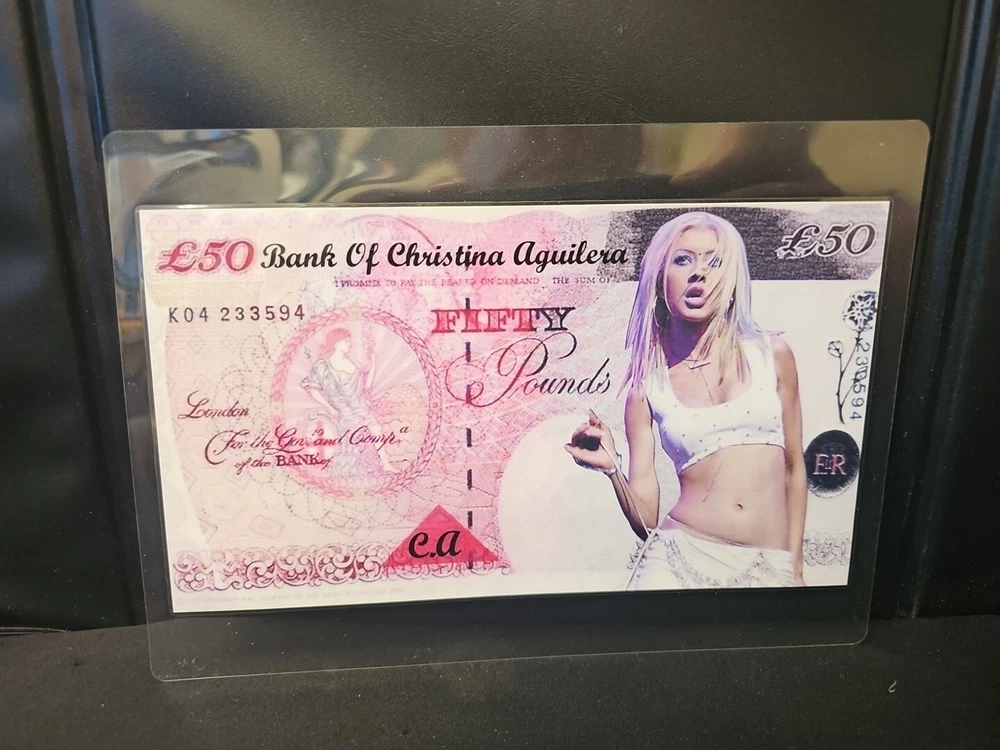 £50 Bank Of Christina Aguilera £50
I PROMISE TO PAY THE BEARER ON DEMAND THE SUM OF
K04 233594
FIFTY
Pounds
London
For the Gov.r and Comp.a
of the BANK of
C.A
233594
E R